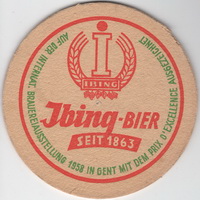 i
IBING
Ibing-BIER
SEIT 1863
AUF DER INTERNAT. BRAUEREIAUSSTELLUNG 1958 IN GENT MIT DEM PRIX D'EXCELLENCE AUSGEZEICHNET